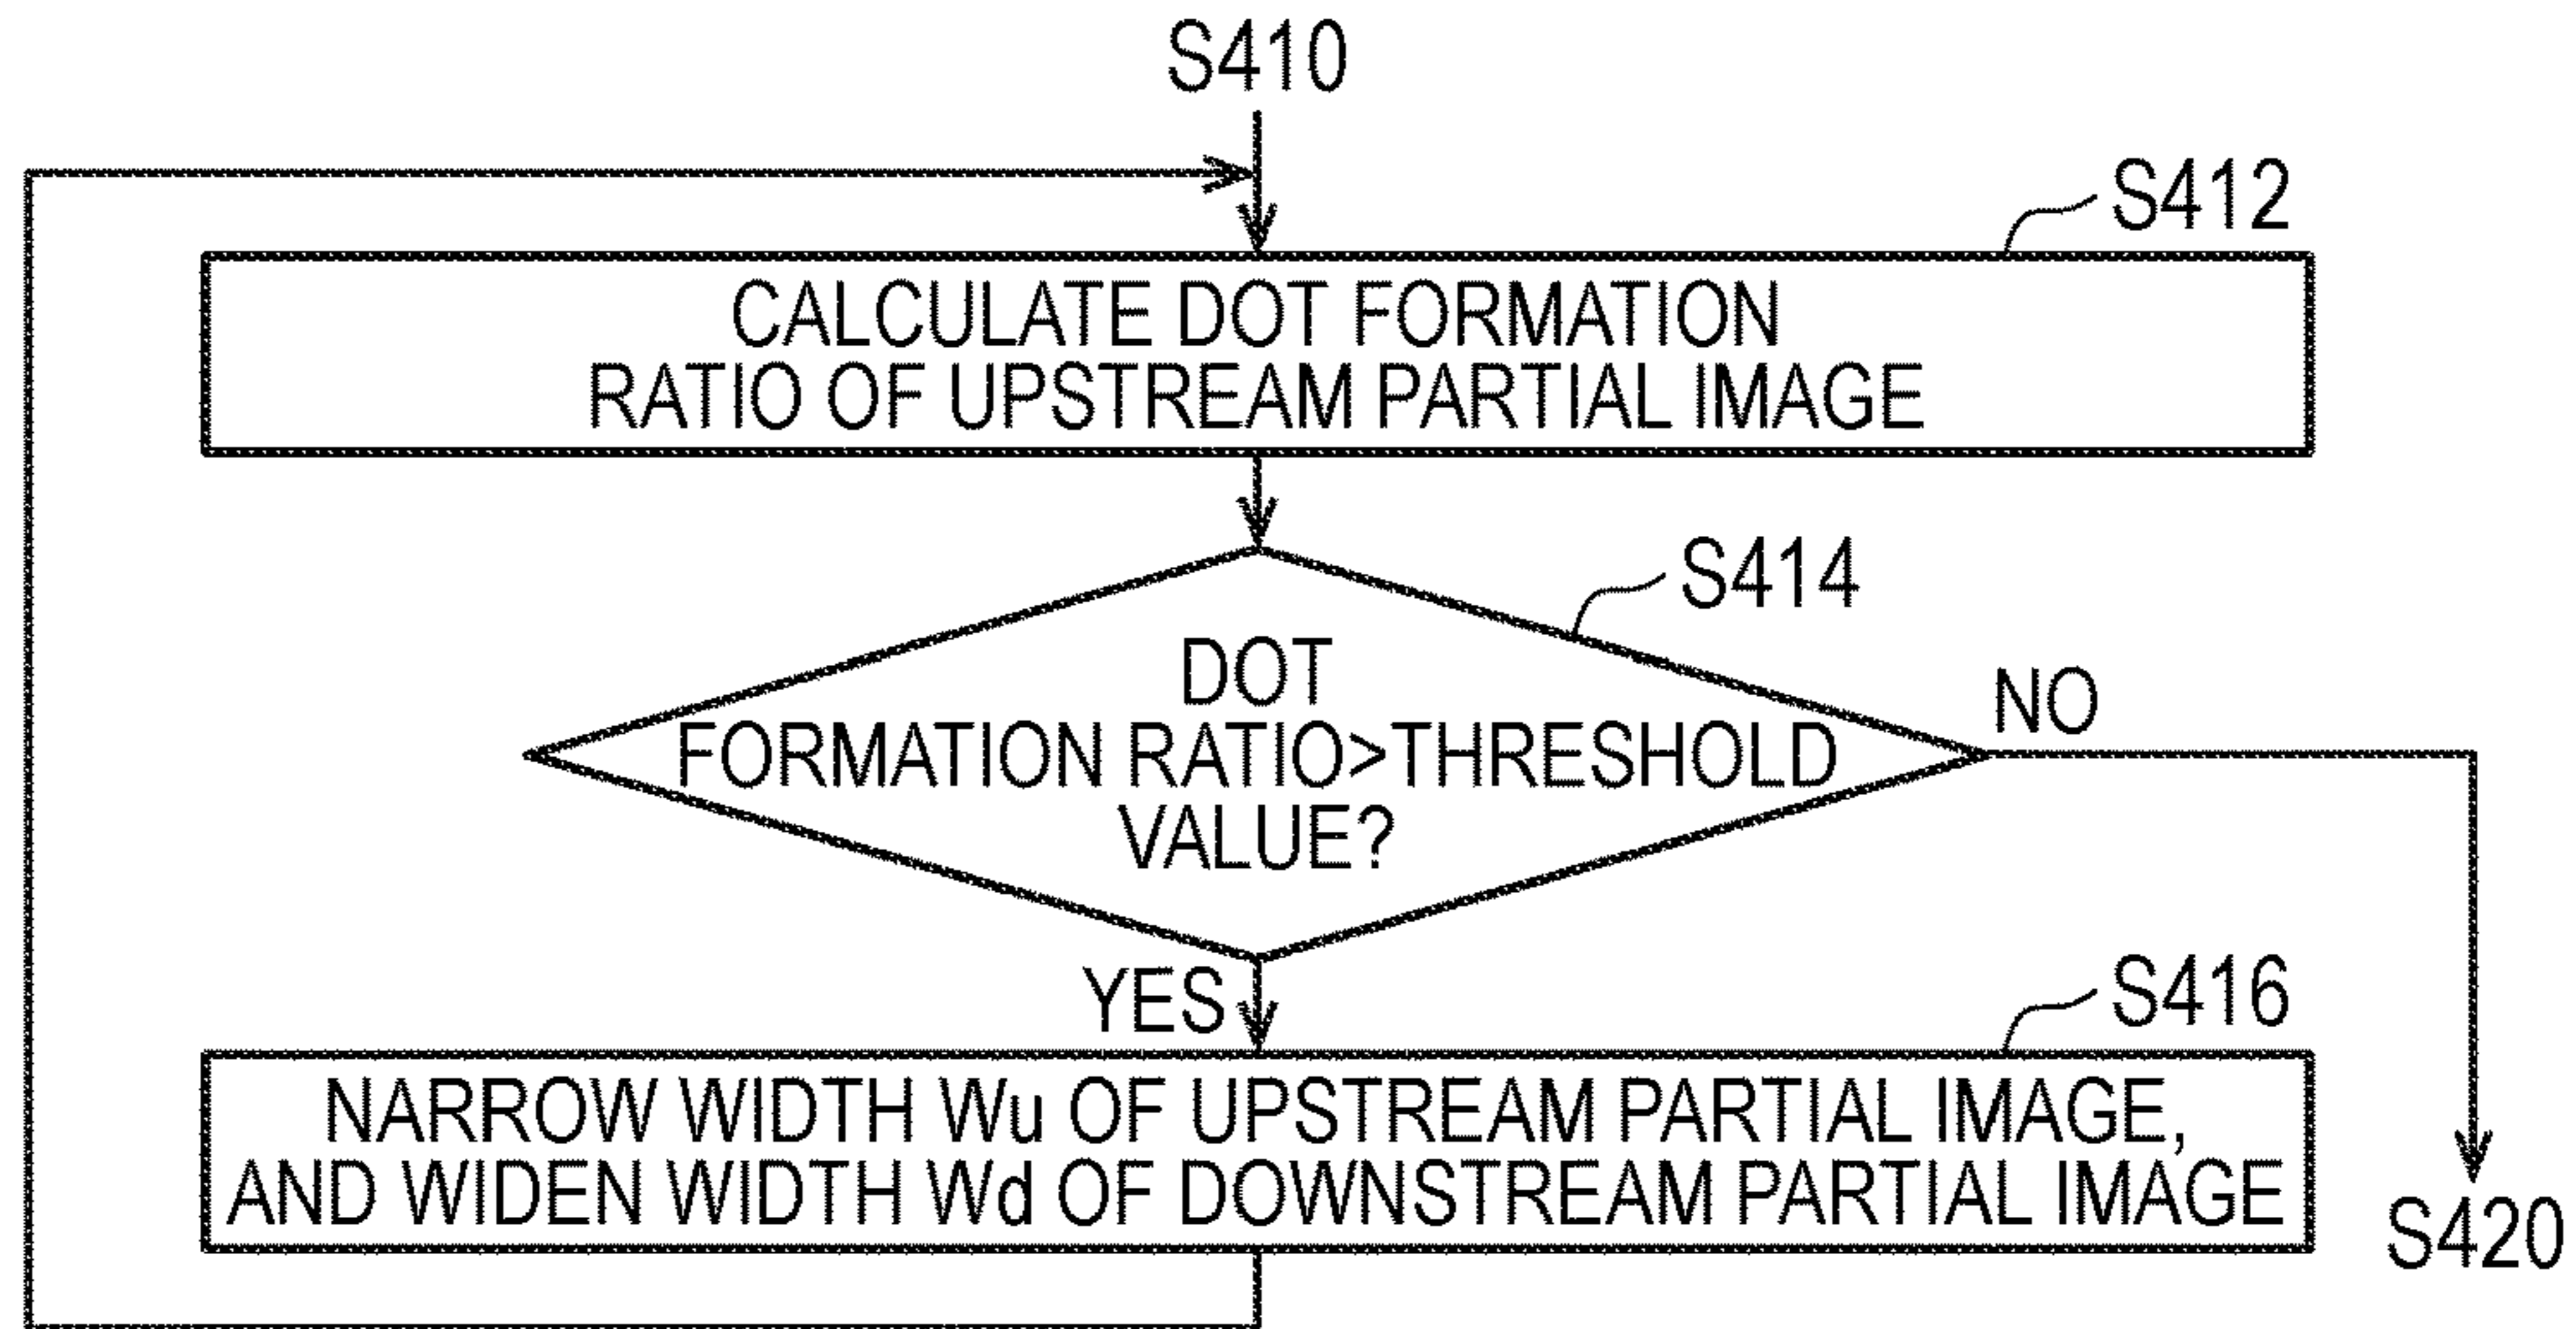 S410
S412
CALCULATE DOT FORMATION
RATIO OF UPSTREAM PARTIAL IMAGE
S414
DOT
FORMATION RATIO>THRESHOLD
VALUE?
NO
YES
S416
NARROW WIDTH Wu OF UPSTREAM PARTIAL IMAGE,
AND WIDEN WIDTH Wd OF DOWNSTREAM PARTIAL IMAGE
S420